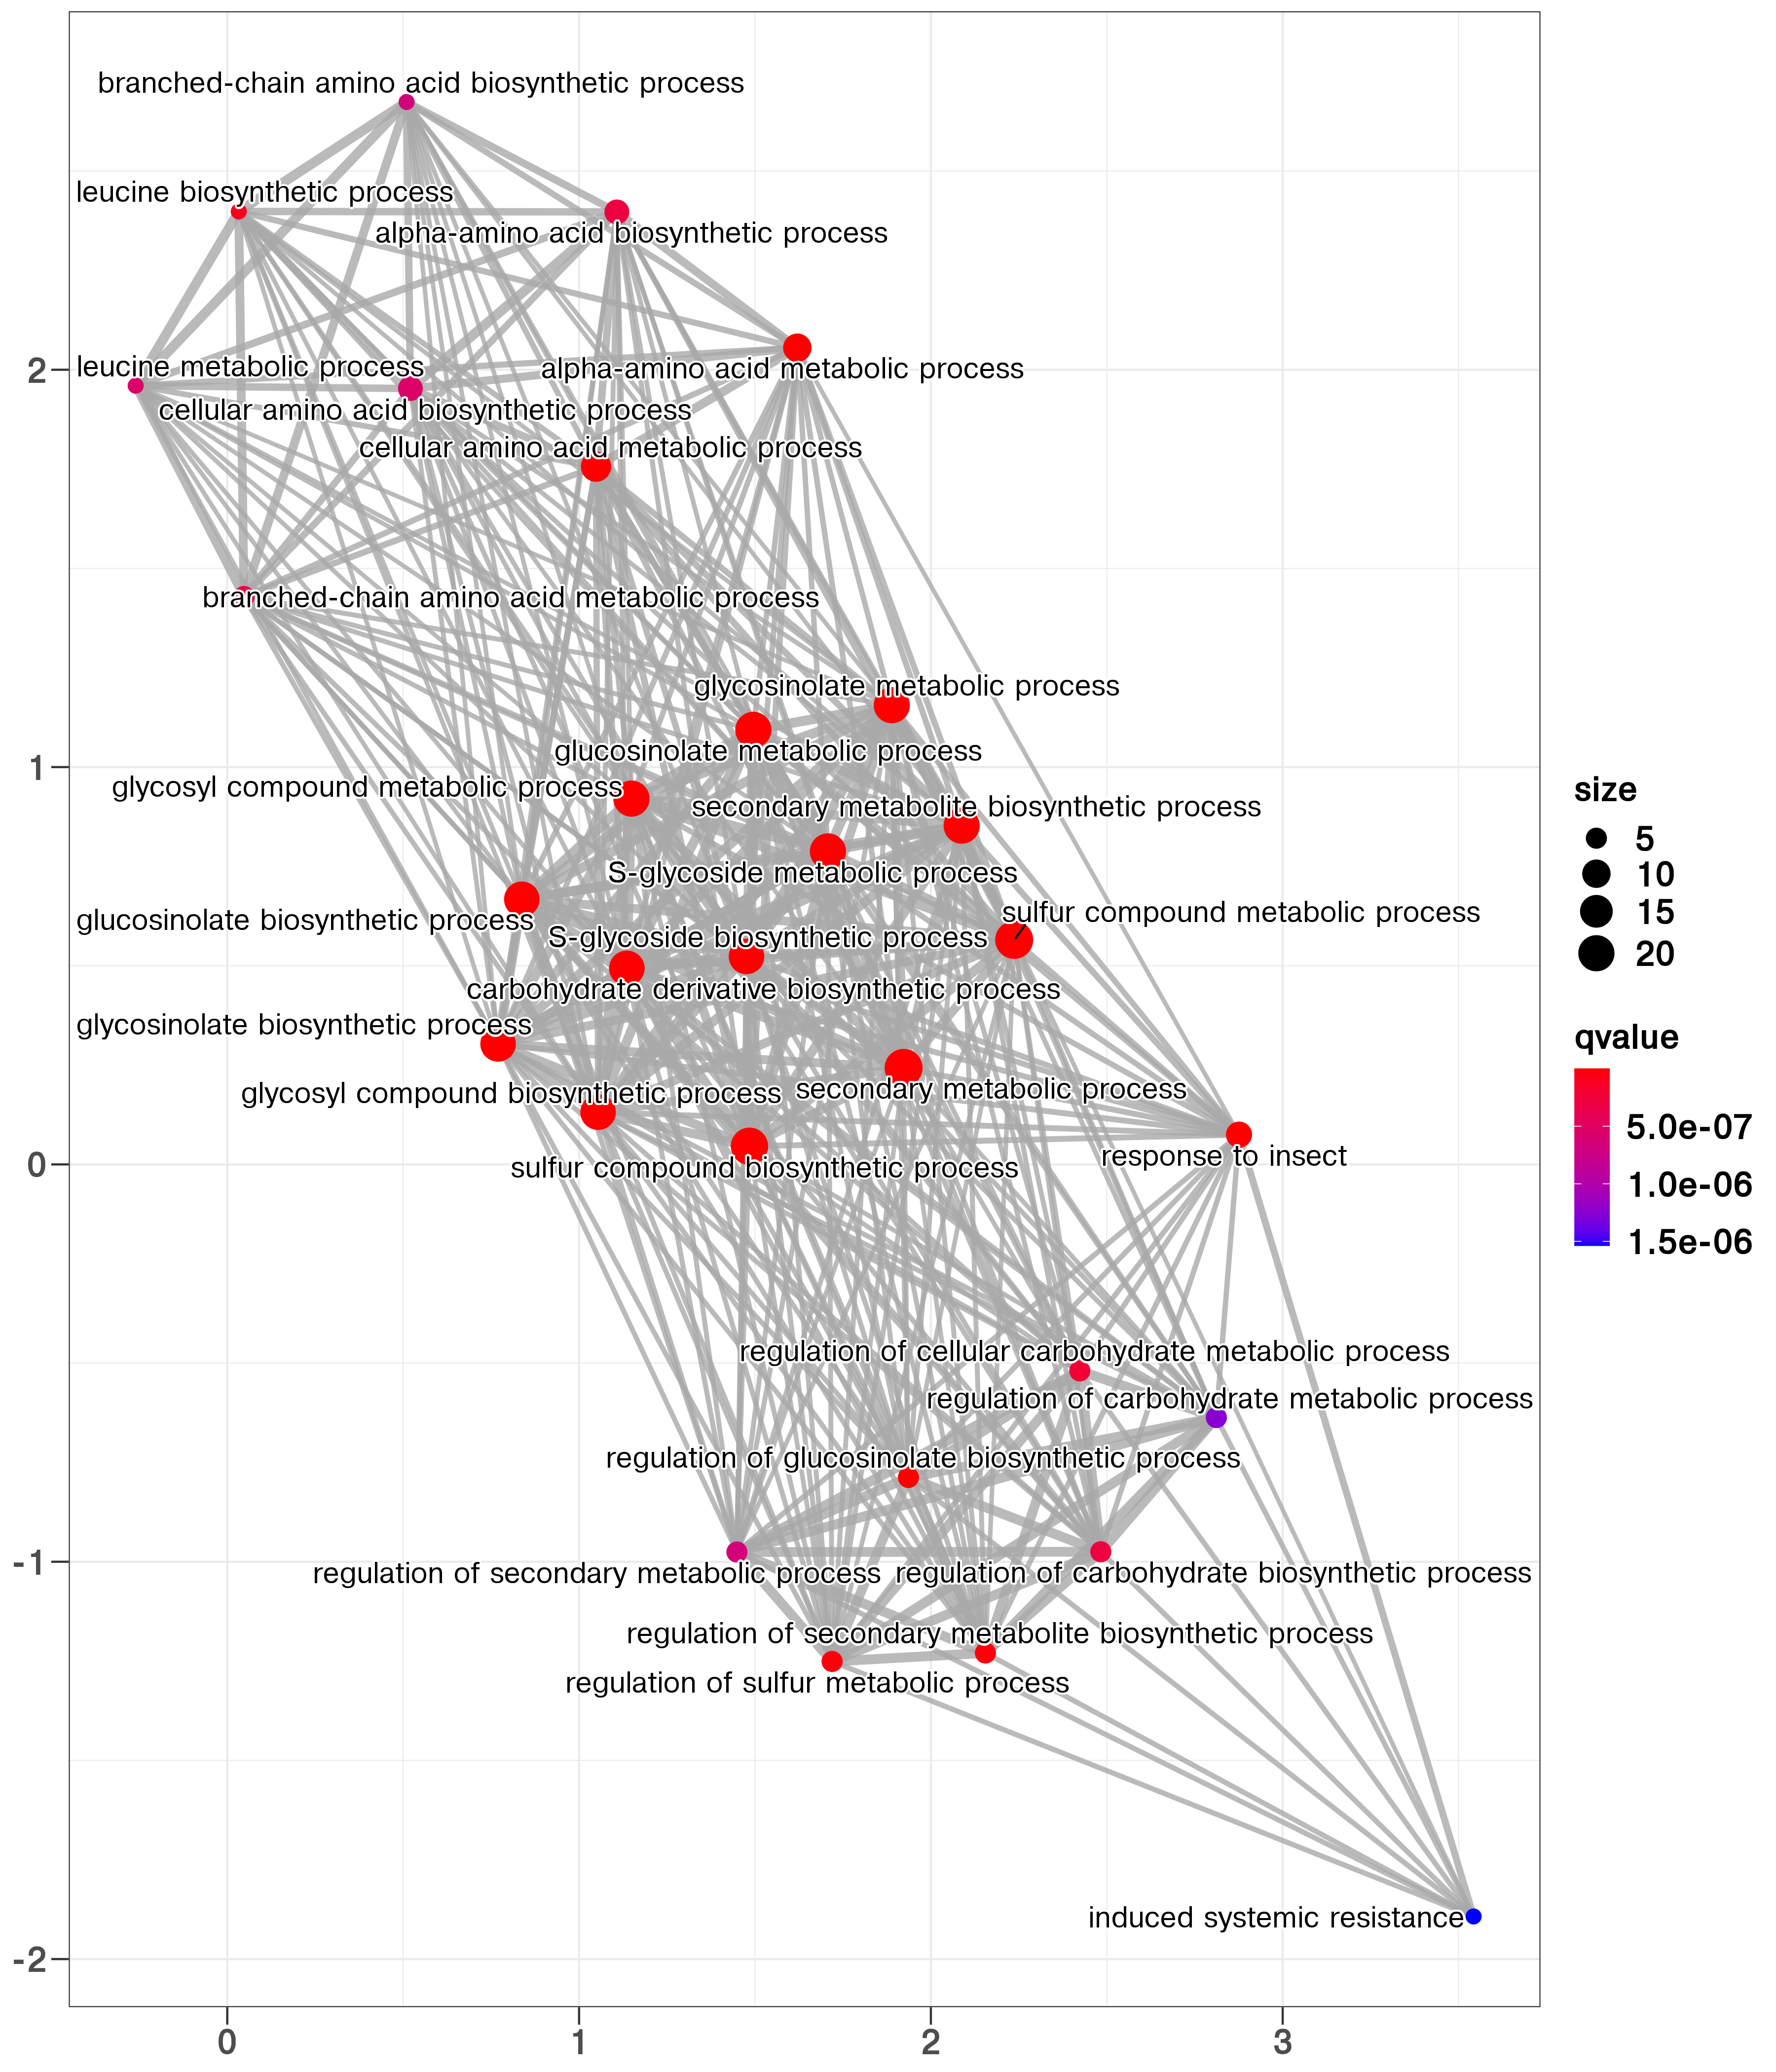 branched-chain amino acid biosynthetic process
leucine biosynthetic process
alpha-amino acid biosynthetic process
2
leucine metabolic process
alpha-amino acid metabolic process
cellular amino acid biosynthetic process
cellular amino acid metabolic process
branched-chain amino acid metabolic process
glycosinolate metabolic process
glucosinolate metabolic process
1
glycosyl compound metabolic process
secondary metabolite biosynthetic process
S-glycoside metabolic process
glucosinolate biosynthetic process
sulfur compound metabolic process
S-glycoside biosynthetic process
carbohydrate derivative biosynthetic process
glycosinolate biosynthetic process
glycosyl compound biosynthetic process
secondary metabolic process
response to insect
0
sulfur compound biosynthetic process
regulation of cellular carbohydrate metabolic process
regulation of carbohydrate metabolic process
regulation of glucosinolate biosynthetic process
-1
regulation of secondary metabolic process
regulation of carbohydrate biosynthetic process
regulation of secondary metabolite biosynthetic process
regulation of sulfur metabolic process
induced systemic resistance
-2
0
1
2
3
size
5
10
15
20
qvalue
5.0e-07
1.0e-06
1.5e-06